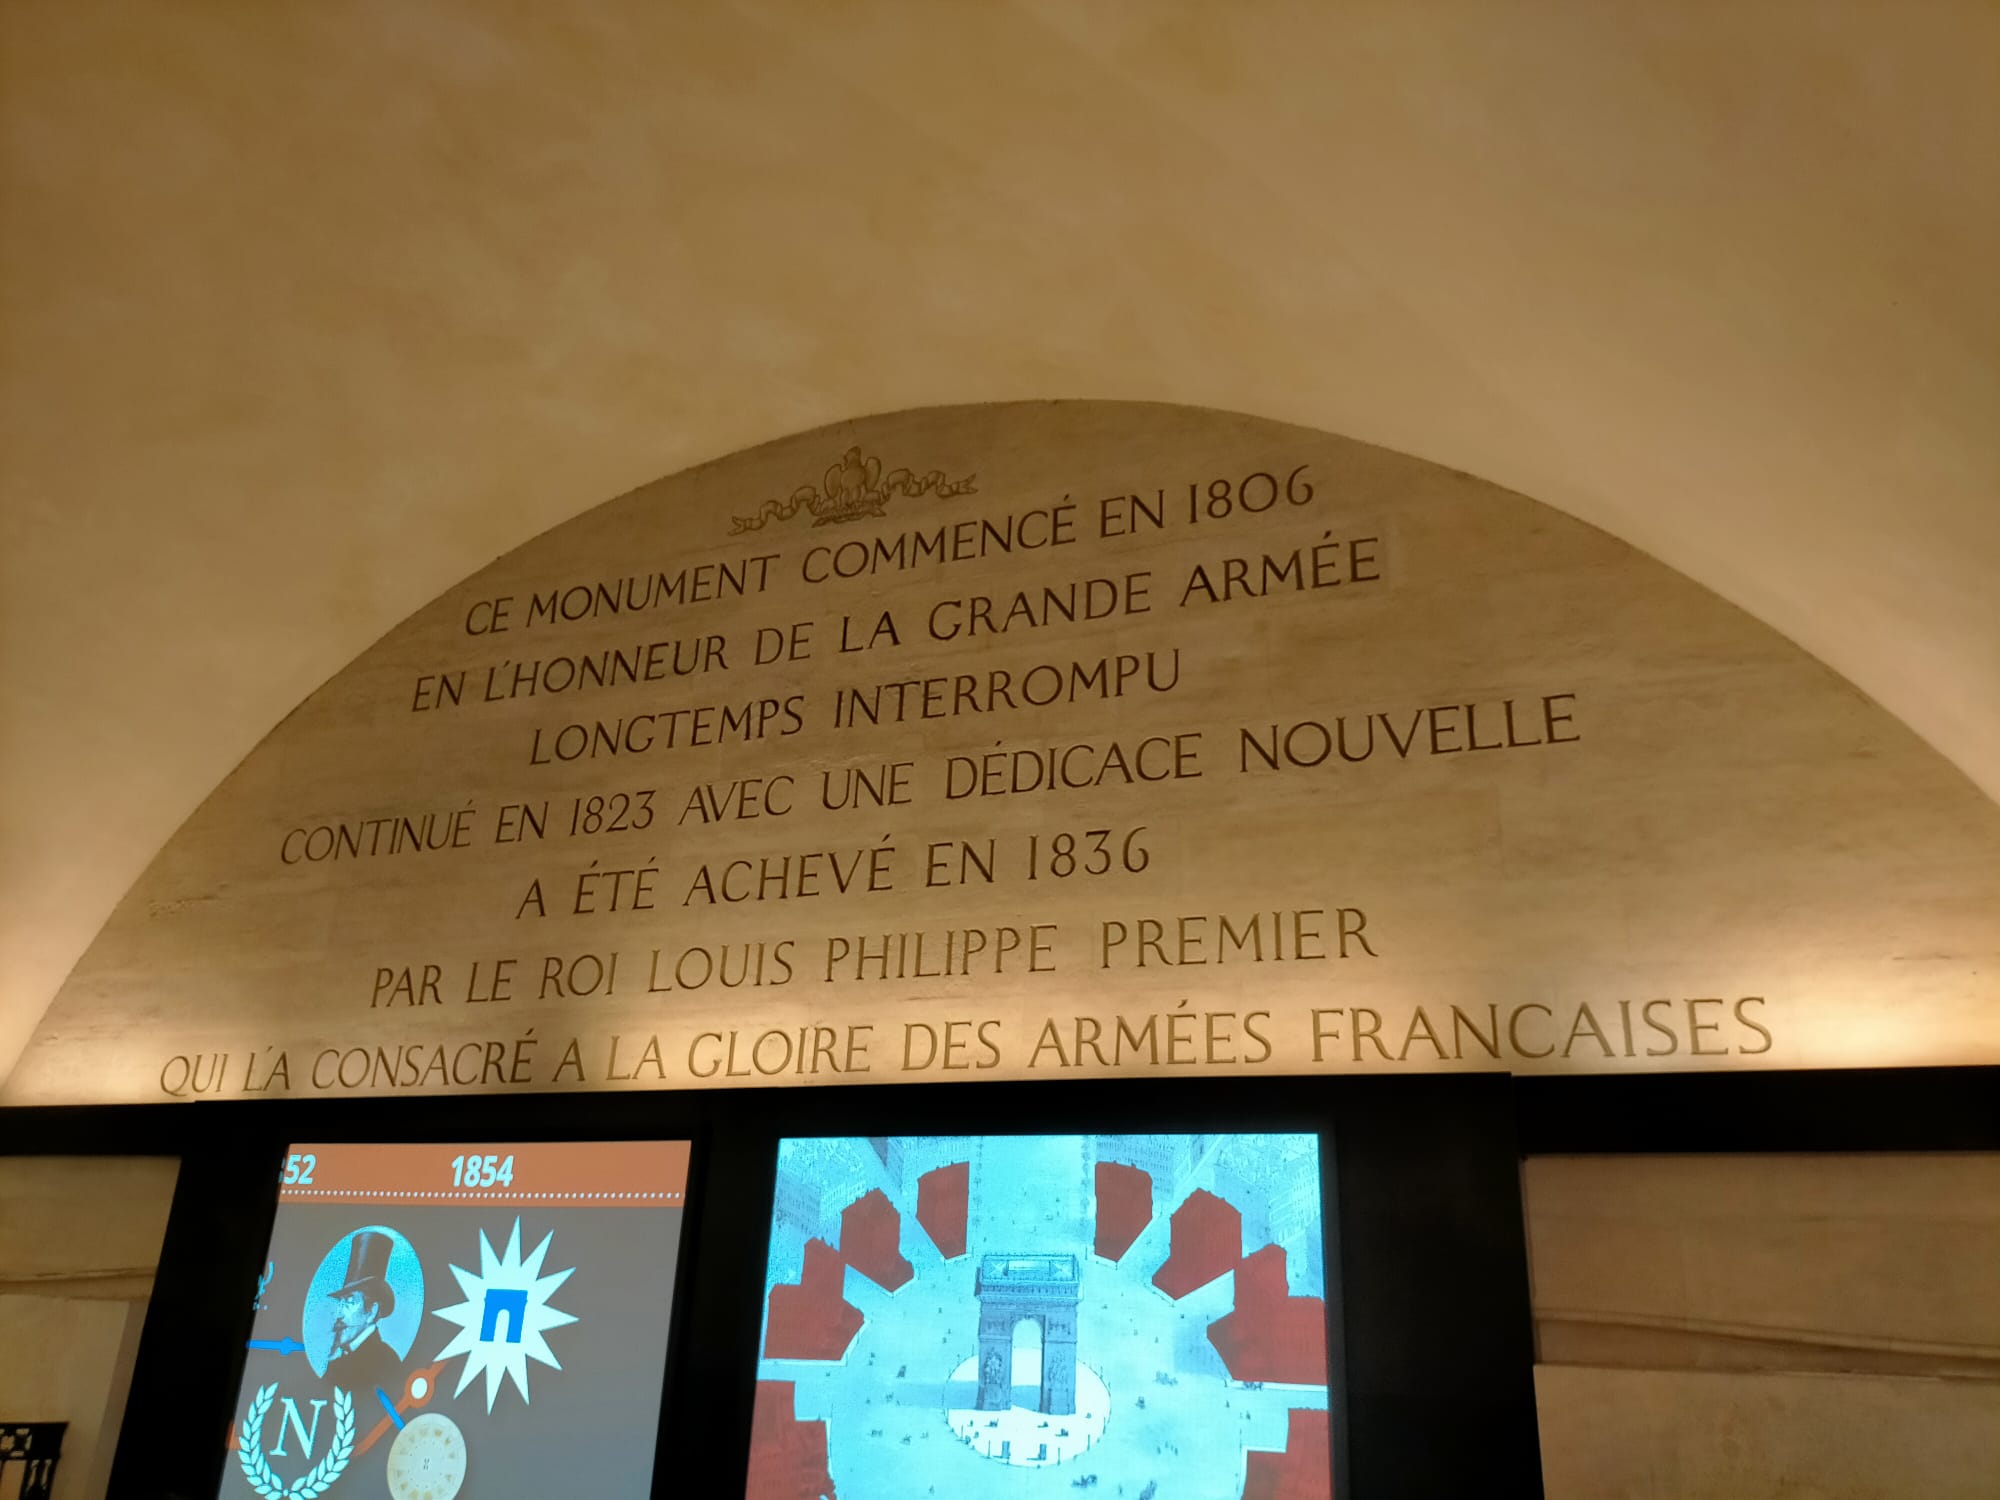 CE MONUMENT COMMENCÉ EN 1806
EN L'HONNEUR DE LA GRANDE ARMÉE
LONGTEMPS INTERROMPU
CONTINUÉ EN 1823 AVEC UNE DÉDICACE NOUVELLE
A ÉTÉ ACHEVÉ EN 1836
PAR LE ROI LOUIS PHILIPPE PREMIER
QUI L'A CONSACRÉ A LA GLOIRE DES ARMÉES FRANCAISES
52 1854
N